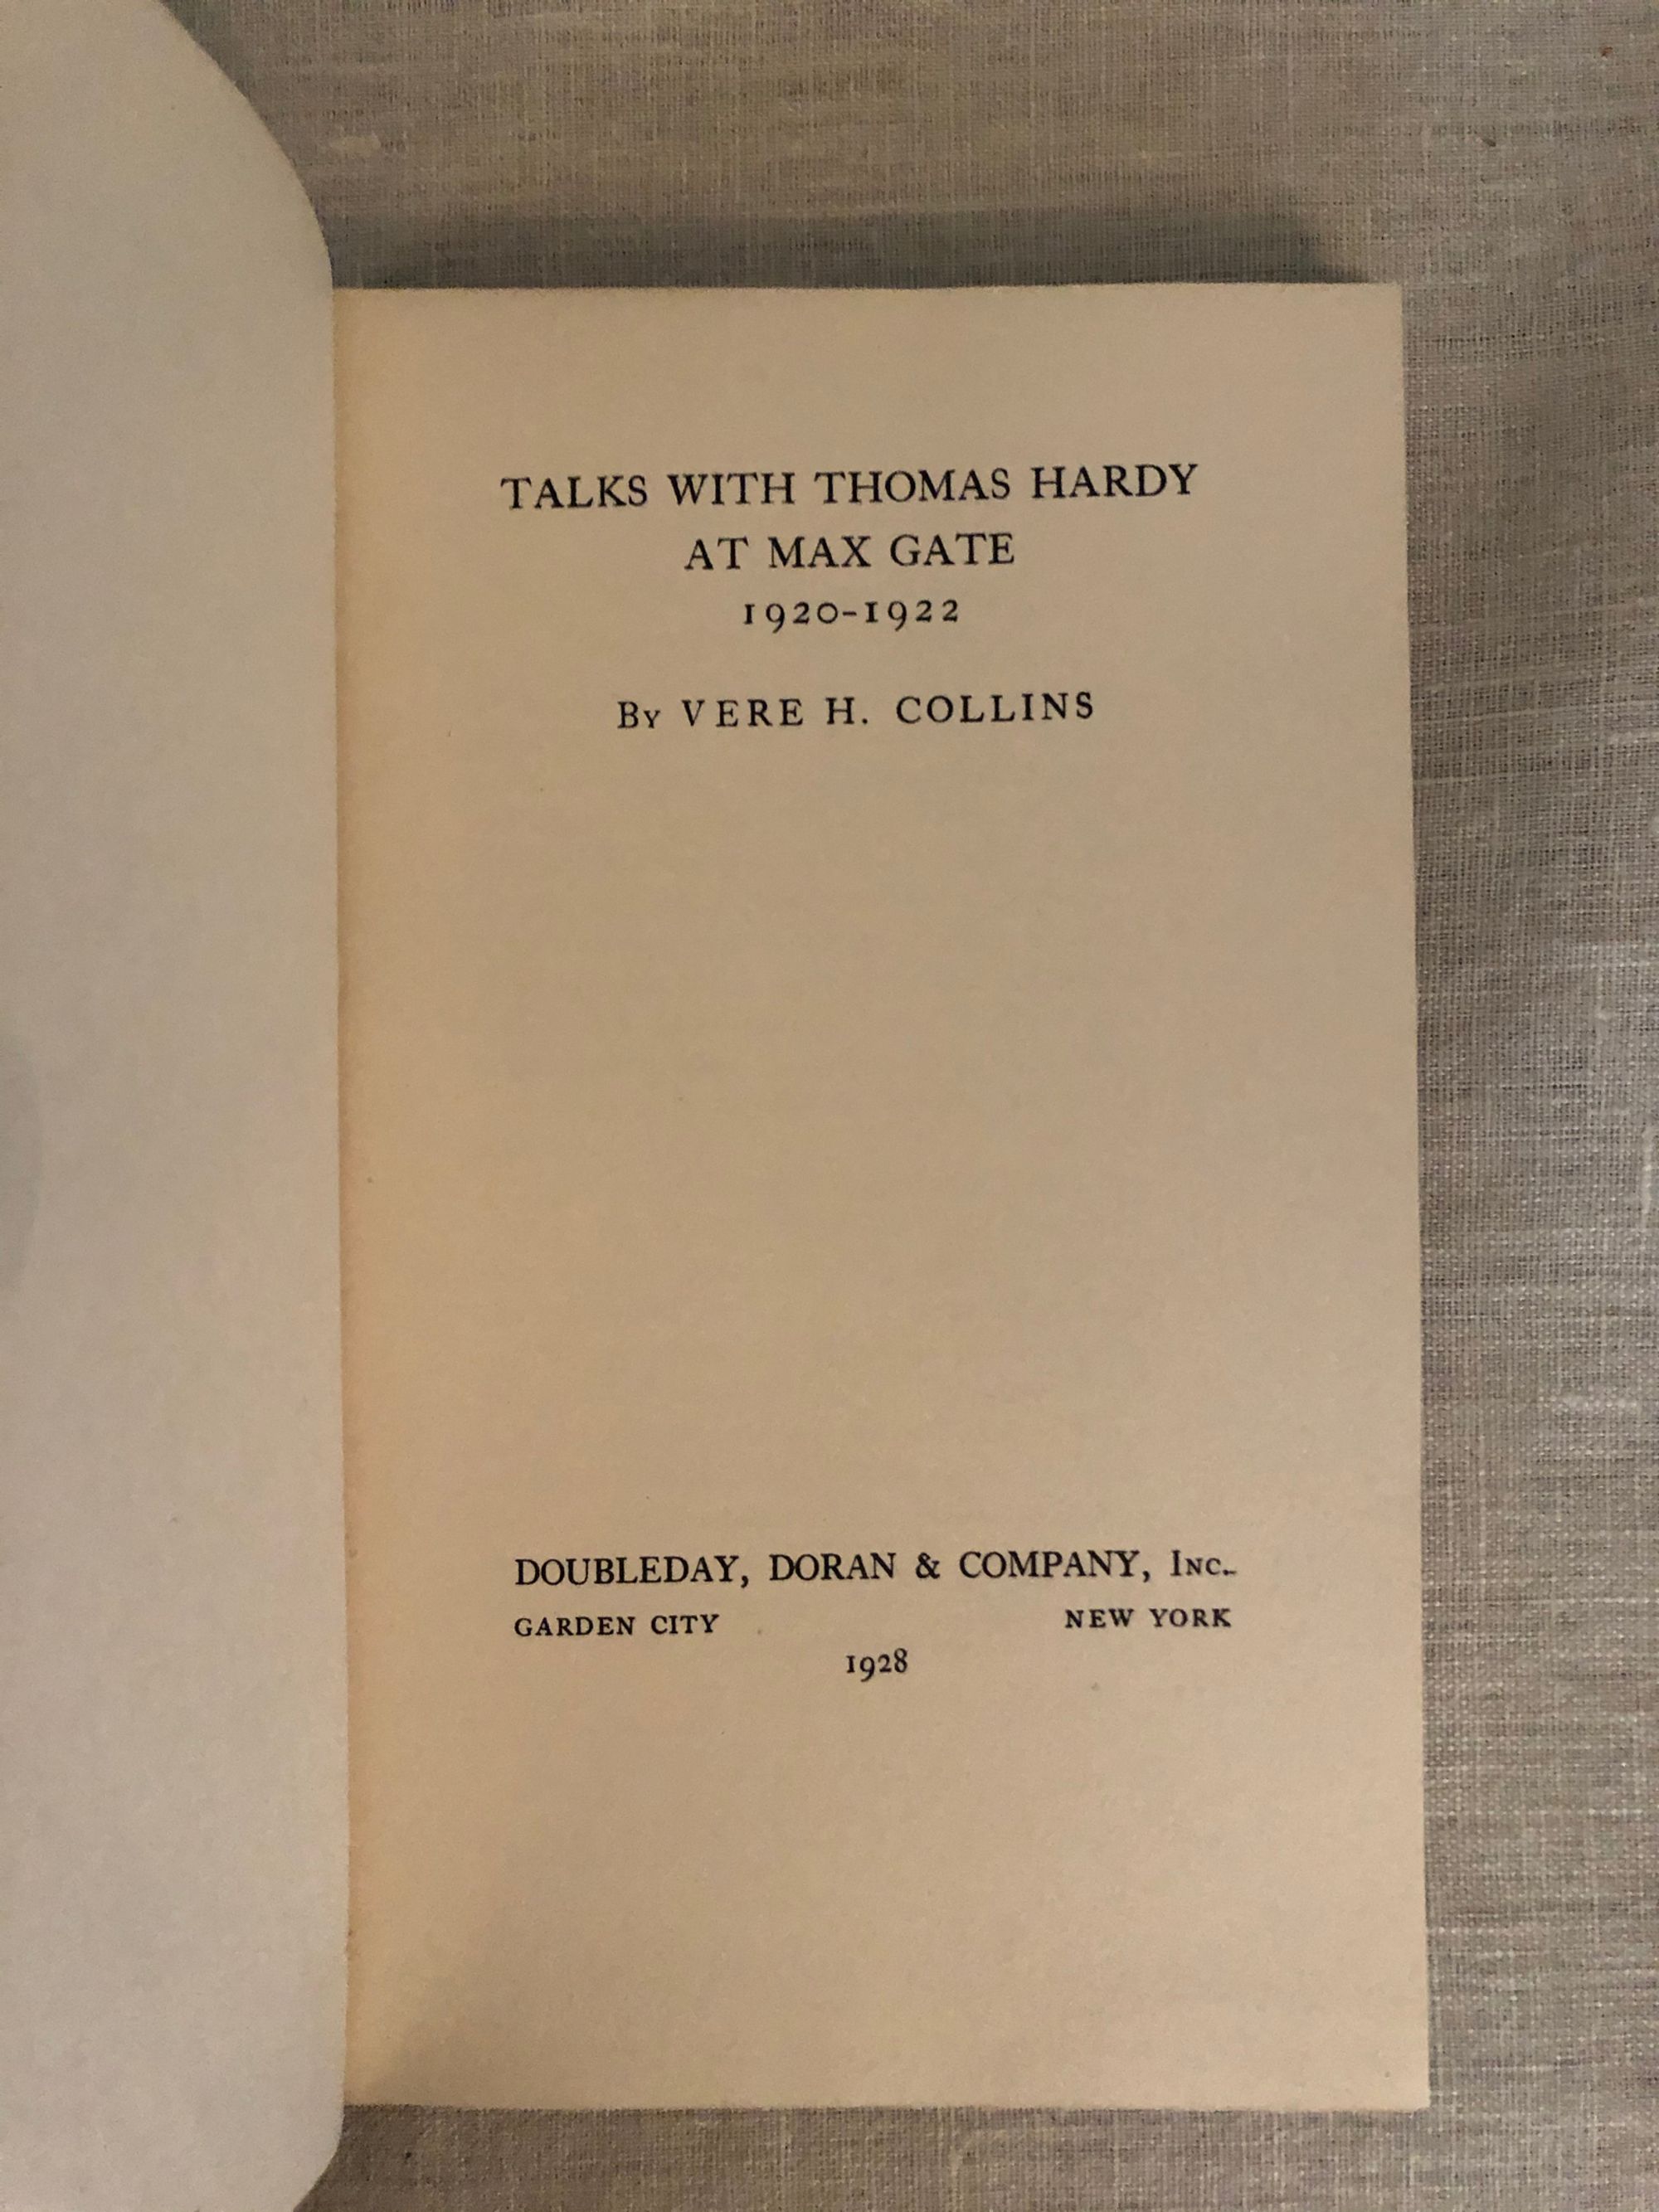 TALKS WITH THOMAS HARDY
AT MAX GATE
1920-1922
BY VERE H. COLLINS
DOUBLEDAY, DORAN & COMPANY, INC.
GARDEN CITY NEW YORK
1928